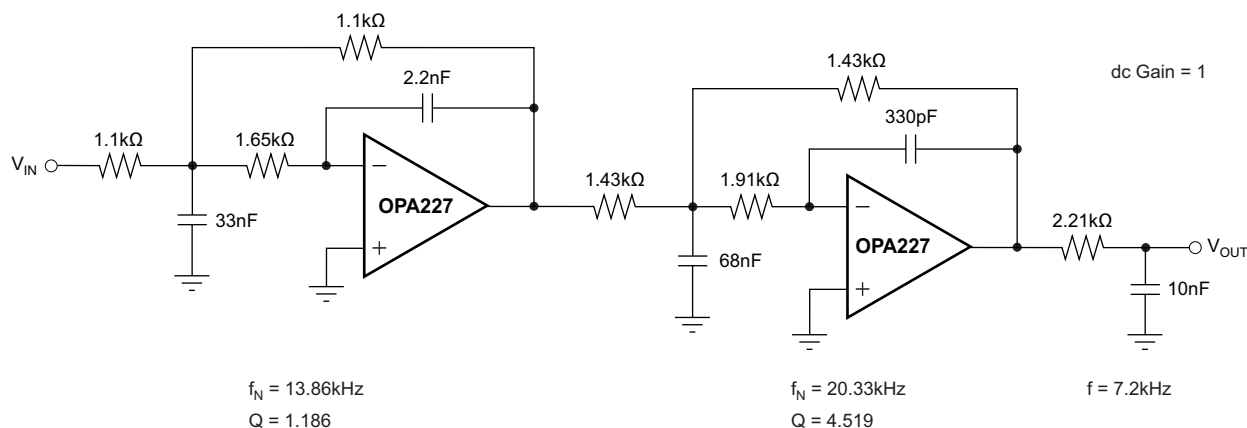 1.1kΩ
2.2nF
1.1kΩ
1.65kΩ
V_IN
33nF
−
+
OPA227
1.43kΩ
330pF
dc Gain = 1
1.43kΩ
1.91kΩ
68nF
−
+
OPA227
2.21kΩ
V_OUT
10nF
f_N = 13.86kHz
Q = 1.186
f_N = 20.33kHz
Q = 4.519
f = 7.2kHz